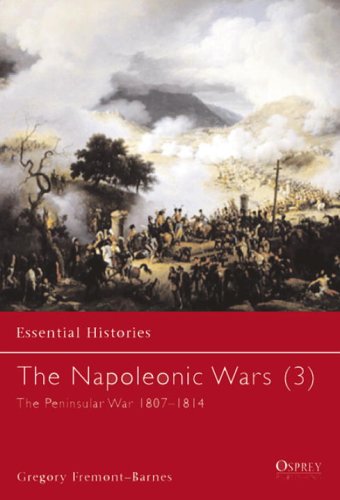 Essential Histories
The Napoleonic Wars (3)
The Peninsular War 1807–1814
OSPREY
Gregory Fremont–Barnes